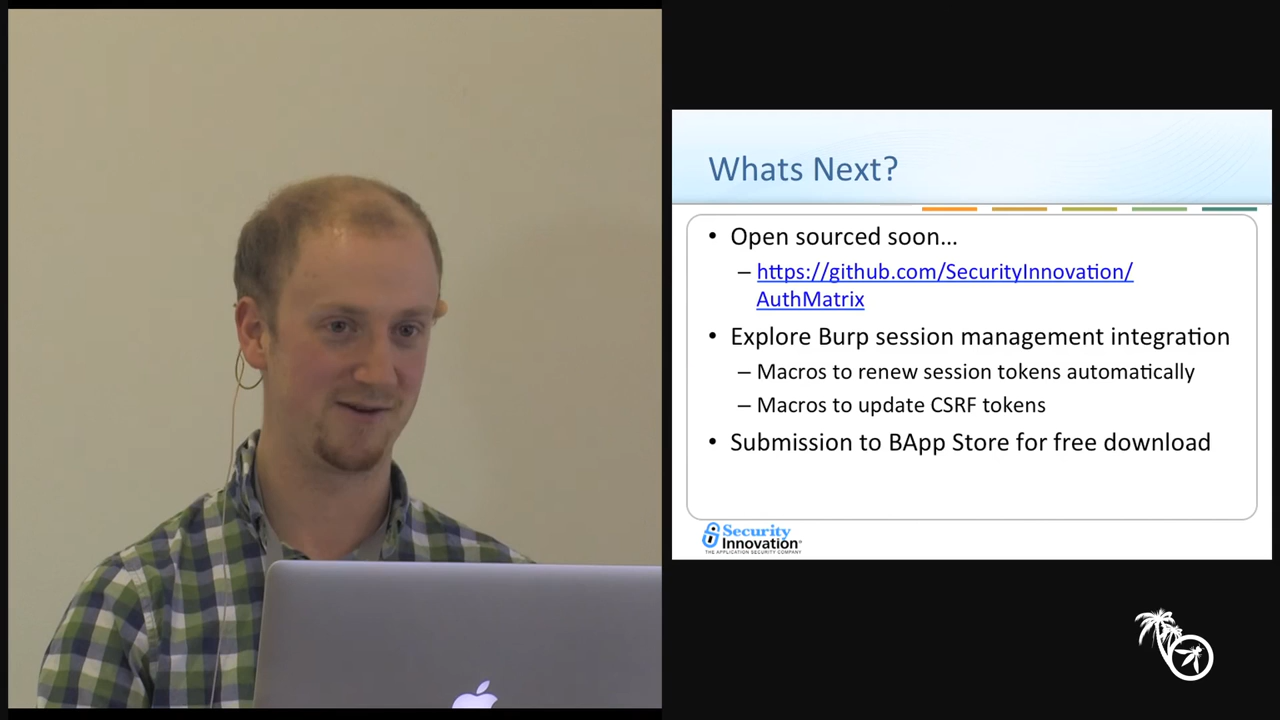 Whats Next?
• Open sourced soon…
– https://github.com/SecurityInnovation/
AuthMatrix
• Explore Burp session management integration
– Macros to renew session tokens automatically
– Macros to update CSRF tokens
• Submission to BApp Store for free download
Security
Innovation®
THE APPLICATION SECURITY COMPANY